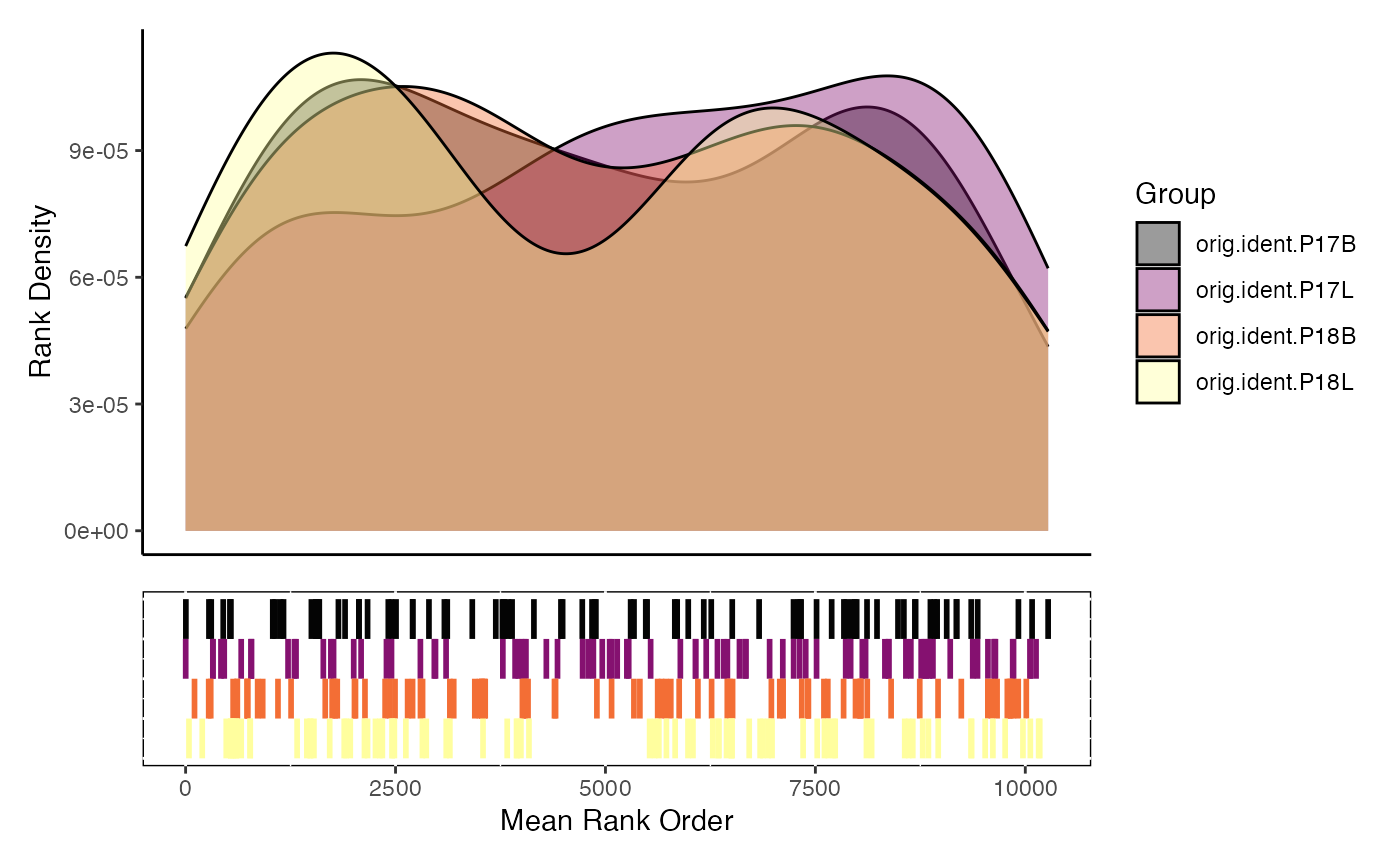 Rank Density
9e-05
6e-05
3e-05
0e+00
Group
orig.ident.P17B
orig.ident.P17L
orig.ident.P18B
orig.ident.P18L
0 2500 5000 7500 10000
Mean Rank Order